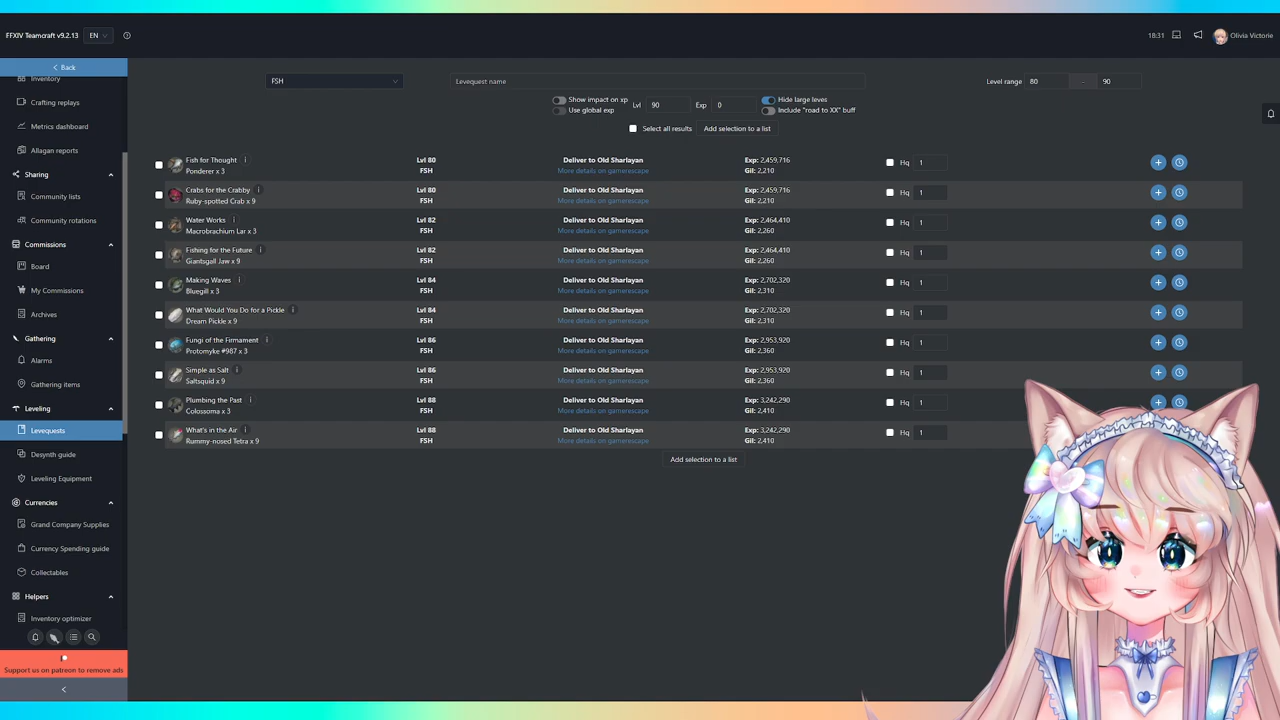 FFXIV Teamcraft v9.2.13 EN 18:31 Olivia Victorie
Back
Inventory
Crafting replays
Metrics dashboard
Allagan reports
Sharing
Community lists
Community rotations
Commissions
Board
My Commissions
Archives
Gathering
Alarms
Gathering items
Leveling
Levequests
Desynth guide
Leveling Equipment
Currencies
Grand Company Supplies
Currency Spending guide
Collectables
Helpers
Inventory optimizer
Support us on patreon to remove ads
FSH Levequest name Level range 80 – 90
Show impact on xp Lvl 90 Exp 0 Hide large leves
Use global exp Include "road to XX" buff
Select all results Add selection to a list
Fish for Thought Lvl 80 Deliver to Old Sharlayan Exp: 2,459,716 Hq 1
Ponderer x 3 FSH More details on gamerescape Gil: 2,210
Crabs for the Crabby Lvl 80 Deliver to Old Sharlayan Exp: 2,459,716 Hq 1
Ruby-spotted Crab x 9 FSH More details on gamerescape Gil: 2,210
Water Works Lvl 82 Deliver to Old Sharlayan Exp: 2,464,410 Hq 1
Macrobrachium Lar x 3 FSH More details on gamerescape Gil: 2,260
Fishing for the Future Lvl 82 Deliver to Old Sharlayan Exp: 2,464,410 Hq 1
Giantsgall Jaw x 9 FSH More details on gamerescape Gil: 2,260
Making Waves Lvl 84 Deliver to Old Sharlayan Exp: 2,702,320 Hq 1
Bluegill x 3 FSH More details on gamerescape Gil: 2,310
What Would You Do for a Pickle Lvl 84 Deliver to Old Sharlayan Exp: 2,702,320 Hq 1
Dream Pickle x 9 FSH More details on gamerescape Gil: 2,310
Fungi of the Firmament Lvl 86 Deliver to Old Sharlayan Exp: 2,953,920 Hq 1
Protomyke #987 x 3 FSH More details on gamerescape Gil: 2,360
Simple as Salt Lvl 86 Deliver to Old Sharlayan Exp: 2,953,920 Hq 1
Saltsquid x 9 FSH More details on gamerescape Gil: 2,360
Plumbing the Past Lvl 88 Deliver to Old Sharlayan Exp: 3,242,290 Hq 1
Colossoma x 3 FSH More details on gamerescape Gil: 2,410
What's in the Air Lvl 88 Deliver to Old Sharlayan Exp: 3,242,290 Hq 1
Rummy-nosed Tetra x 9 FSH More details on gamerescape Gil: 2,410
Add selection to a list